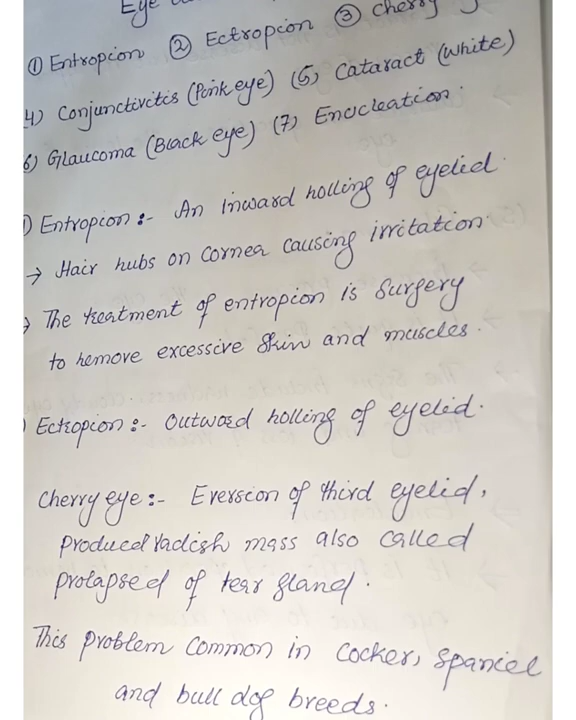 Eye
① Entropion ② Ectropion ③ Cherry
4) Conjunctivitis (Pink eye) (5) Cataract (White)
6) Glaucoma (Black eye) (7) Enucleation.
) Entropion :- An Inward rolling of eyelid.
→ Hair rubs on Cornea Causing irritation.
→ The treatment of entropion is Surgery
to remove excessive Skin and muscles.
) Ectropion :- Outward rolling of eyelid.
Cherry eye :- Eversion of third eyelid,
produced radish mass also called
prolapsed of tear gland.
This problem Common in Cocker, Spaniel
and bull dog breeds.